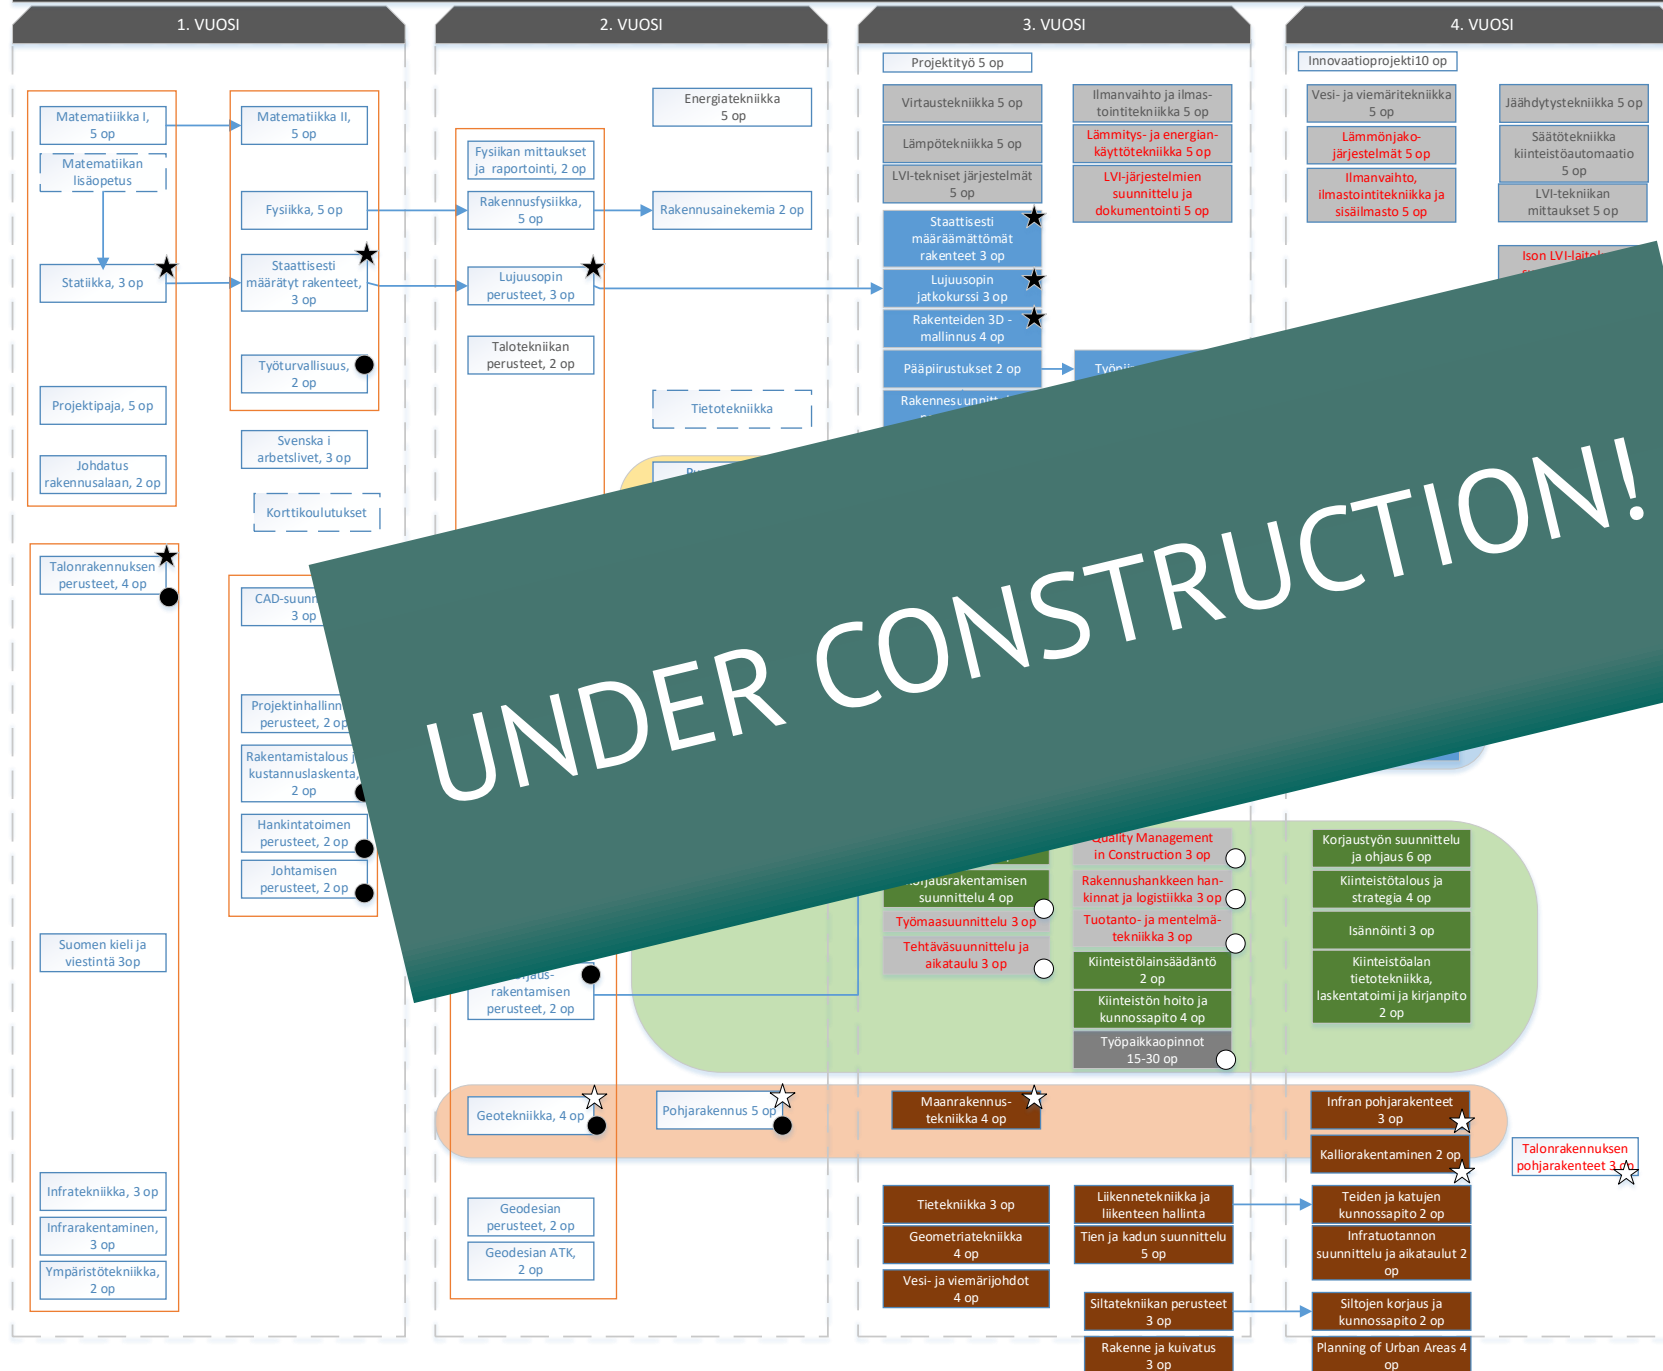 1. VUOSI
2. VUOSI
3. VUOSI
4. VUOSI
Matematiiikka I,
5 op
Matematiikan
lisäopetus
Statiikka, 3 op
Projektipaja, 5 op
Johdatus
rakennusalaan, 2 op
Talonrakennuksen
perusteet, 4 op
Suomen kieli ja
viestintä 3op
Infratekniikka, 3 op
Infrarakentaminen,
3 op
Ympäristötekniikka,
2 op
Matematiikka II,
5 op
Fysiikka, 5 op
Staattisesti
määrätyt rakenteet,
3 op
Työturvallisuus,
2 op
Svenska i
arbetslivet, 3 op
Korttikoulutukset
3 op
perusteet, 2 op
Rakentamistalous
kustannuslaskenta,
2 op
Hankintatoimen
perusteet, 2 op
Johtamisen
perusteet, 2 op
Fysiikan mittaukset
ja raportointi, 2 op
Rakennusfysiikka,
5 op
Lujuusopin
perusteet, 3 op
Talotekniikan
perusteet, 2 op
rakentamisen
perusteet, 2 op
Geotekniikka, 4 op
Geodesian
perusteet, 2 op
Geodesian ATK,
2 op
Energiatekniikka
5 op
Rakennusainekemia 2 op
Tietotekniikka
Pohjarakennus 5 op
UNDER CONSTRUCTION!
Projektityö 5 op
Virtaustekniikka 5 op
Lämpötekniikka 5 op
LVI-tekniset järjestelmät
5 op
Staattisesti
määräämättömät
rakenteet 3 op
Lujuusopin
jatkokurssi 3 op
Rakenteiden 3D -
mallinnus 4 op
Pääpiirustukset 2 op
suunnittelu 4 op
Työmaasuunnittelu 3 op
Tehtäväsuunnittelu ja
aikataulu 3 op
Maanrakennus-
tekniikka 4 op
Tietekniikka 3 op
Geometriatekniikka
4 op
Vesi- ja viemärijohdot
4 op
Ilmanvaihto ja ilmas-
tointitekniikka 5 op
Lämmitys- ja energian-
käyttötekniikka 5 op
LVI-järjestelmien
suunnittelu ja
dokumentointi 5 op
Quality Management
in Construction 3 op
Rakennushankkeen han-
kinnat ja logistiikka 3 op
Tuotanto- ja mentelmä-
tekniikka 3 op
Kiinteistölainsäädäntö
2 op
Kiinteistön hoito ja
kunnossapito 4 op
Työpaikkaopinnot
15-30 op
Liikennetekniikka ja
liikenteen hallinta
Tien ja kadun suunnittelu
5 op
Siltatekniikan perusteet
3 op
Rakenne ja kuivatus
3 op
Innovaatioprojekti10 op
Vesi- ja viemäritekniikka
5 op
Lämmönjako-
järjestelmät 5 op
Ilmanvaihto,
ilmastointitekniikka ja
sisäilmasto 5 op
Jäähdytystekniikka 5 op
Säätötekniikka
kiinteistöautomaatio
5 op
LVI-tekniikan
mittaukset 5 op
Ison
Korjaustyön suunnittelu
ja ohjaus 6 op
Kiinteistötalous ja
strategia 4 op
Isännöinti 3 op
Kiinteistöalan
tietotekniikka,
laskentatoimi ja kirjanpito
2 op
Infran pohjarakenteet
3 op
Kalliorakentaminen 2 op
Talonrakennuksen
pohjarakenteet 3 op
Teiden ja katujen
kunnossapito 2 op
Infratuotannon
suunnittelu ja aikataulut 2
op
Siltojen korjaus ja
kunnossapito 2 op
Planning of Urban Areas 4
op